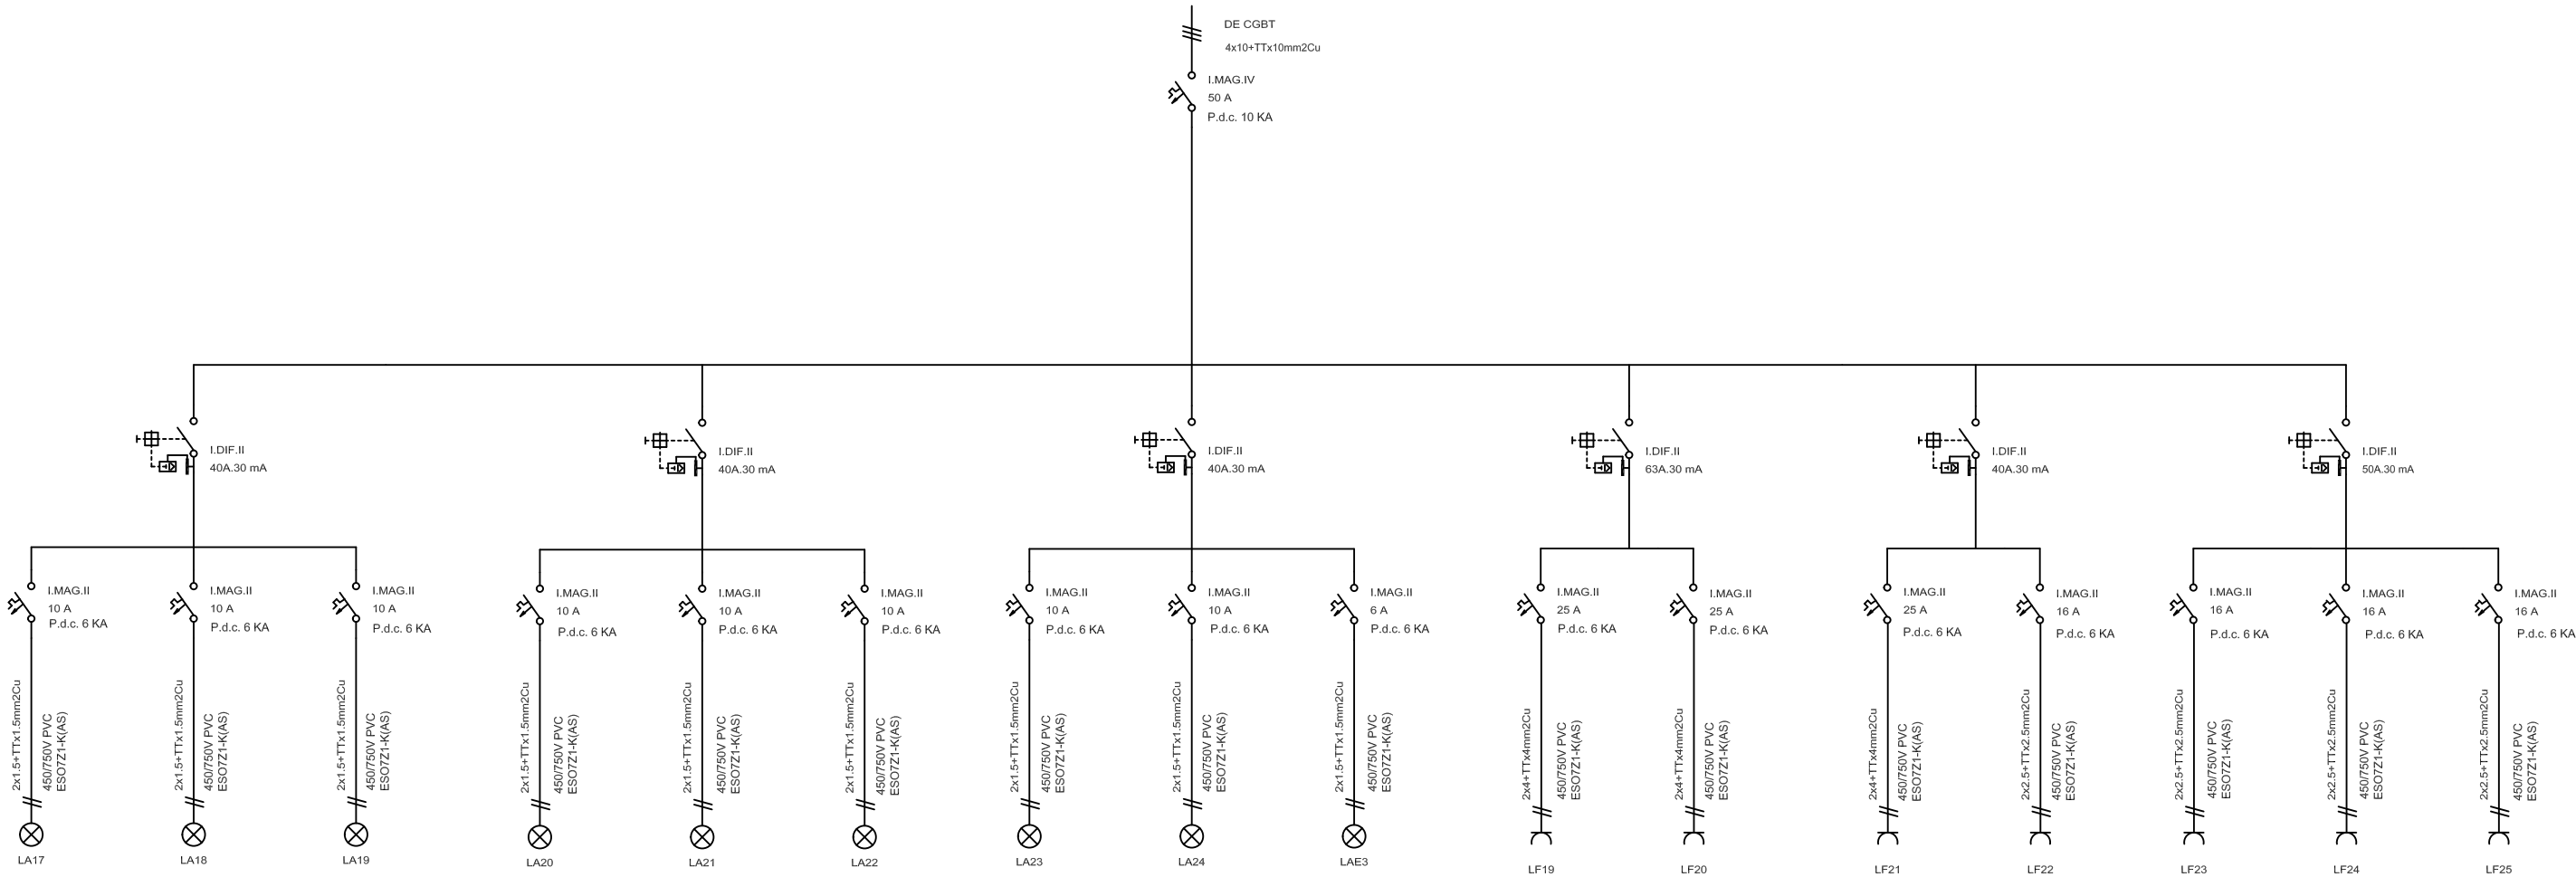 DE CGBT
4x10+TTx10mm2Cu
I.MAG.IV
50 A
P.d.c. 10 KA
I.DIF.II
40A.30 mA
I.DIF.II
40A.30 mA
I.DIF.II
40A.30 mA
I.DIF.II
63A.30 mA
I.DIF.II
40A.30 mA
I.DIF.II
50A.30 mA
I.MAG.II
10 A
P.d.c. 6 KA
I.MAG.II
10 A
P.d.c. 6 KA
I.MAG.II
10 A
P.d.c. 6 KA
I.MAG.II
10 A
P.d.c. 6 KA
I.MAG.II
10 A
P.d.c. 6 KA
I.MAG.II
10 A
P.d.c. 6 KA
I.MAG.II
10 A
P.d.c. 6 KA
I.MAG.II
10 A
P.d.c. 6 KA
I.MAG.II
6 A
P.d.c. 6 KA
I.MAG.II
25 A
P.d.c. 6 KA
I.MAG.II
25 A
P.d.c. 6 KA
I.MAG.II
25 A
P.d.c. 6 KA
I.MAG.II
16 A
P.d.c. 6 KA
I.MAG.II
16 A
P.d.c. 6 KA
I.MAG.II
16 A
P.d.c. 6 KA
I.MAG.II
16 A
P.d.c. 6 KA
2x1.5+TTx1.5mm2Cu
450/750V PVC
ESO7Z1-K(AS)
2x1.5+TTx1.5mm2Cu
450/750V PVC
ESO7Z1-K(AS)
2x1.5+TTx1.5mm2Cu
450/750V PVC
ESO7Z1-K(AS)
2x1.5+TTx1.5mm2Cu
450/750V PVC
ESO7Z1-K(AS)
2x1.5+TTx1.5mm2Cu
450/750V PVC
ESO7Z1-K(AS)
2x1.5+TTx1.5mm2Cu
450/750V PVC
ESO7Z1-K(AS)
2x1.5+TTx1.5mm2Cu
450/750V PVC
ESO7Z1-K(AS)
2x1.5+TTx1.5mm2Cu
450/750V PVC
ESO7Z1-K(AS)
2x1.5+TTx1.5mm2Cu
450/750V PVC
ESO7Z1-K(AS)
2x4+TTx4mm2Cu
450/750V PVC
ESO7Z1-K(AS)
2x4+TTx4mm2Cu
450/750V PVC
ESO7Z1-K(AS)
2x4+TTx4mm2Cu
450/750V PVC
ESO7Z1-K(AS)
2x2.5+TTx2.5mm2Cu
450/750V PVC
ESO7Z1-K(AS)
2x2.5+TTx2.5mm2Cu
450/750V PVC
ESO7Z1-K(AS)
2x2.5+TTx2.5mm2Cu
450/750V PVC
ESO7Z1-K(AS)
2x2.5+TTx2.5mm2Cu
450/750V PVC
ESO7Z1-K(AS)
LA17
LA18
LA19
LA20
LA21
LA22
LA23
LA24
LAE3
LF19
LF20
LF21
LF22
LF23
LF24
LF25